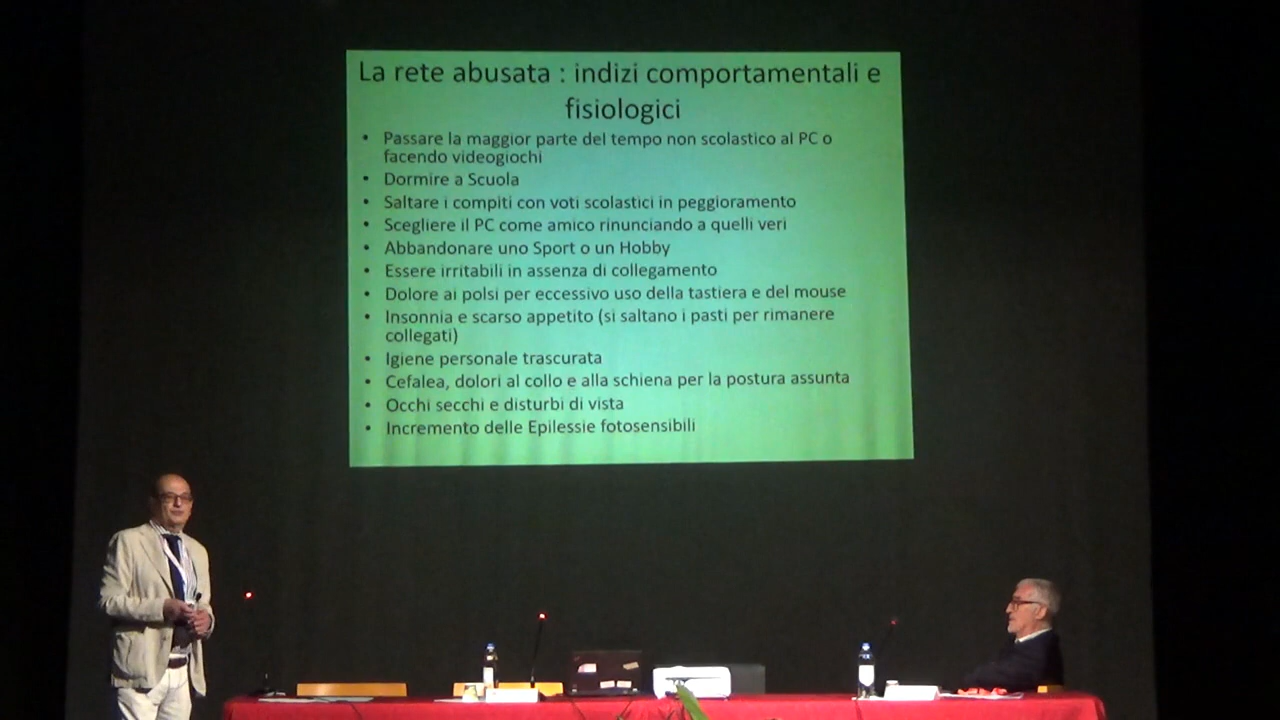 La rete abusata : indizi comportamentali e
fisiologici
• Passare la maggior parte del tempo non scolastico al PC o
facendo videogiochi
• Dormire a Scuola
• Saltare i compiti con voti scolastici in peggioramento
• Scegliere il PC come amico rinunciando a quelli veri
• Abbandonare uno Sport o un Hobby
• Essere irritabili in assenza di collegamento
• Dolore ai polsi per eccessivo uso della tastiera e del mouse
• Insonnia e scarso appetito (si saltano i pasti per rimanere
collegati)
• Igiene personale trascurata
• Cefalea, dolori al collo e alla schiena per la postura assunta
• Occhi secchi e disturbi di vista
• Incremento delle Epilessie fotosensibili